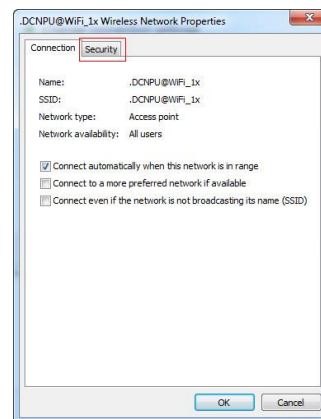 .DCNPU@WiFi_1x Wireless Network Properties
Connection Security
Name: .DCNPU@WiFi_1x
SSID: .DCNPU@WiFi_1x
Network type: Access point
Network availability: All users
Connect automatically when this network is in range
Connect to a more preferred network if available
Connect even if the network is not broadcasting its name (SSID)
OK Cancel